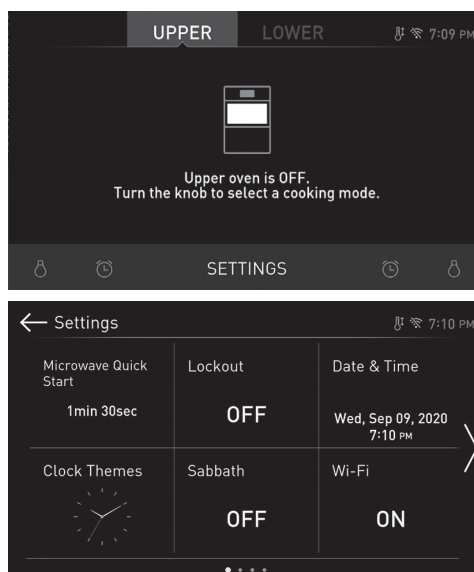 UPPER LOWER 7:09 PM
Upper oven is OFF.
Turn the knob to select a cooking mode.
SETTINGS
Settings 7:10 PM
Microwave Quick
Start
1min 30sec
Lockout
OFF
Date & Time
Wed, Sep 09, 2020
7:10 PM
Clock Themes
Sabbath
OFF
Wi-Fi
ON